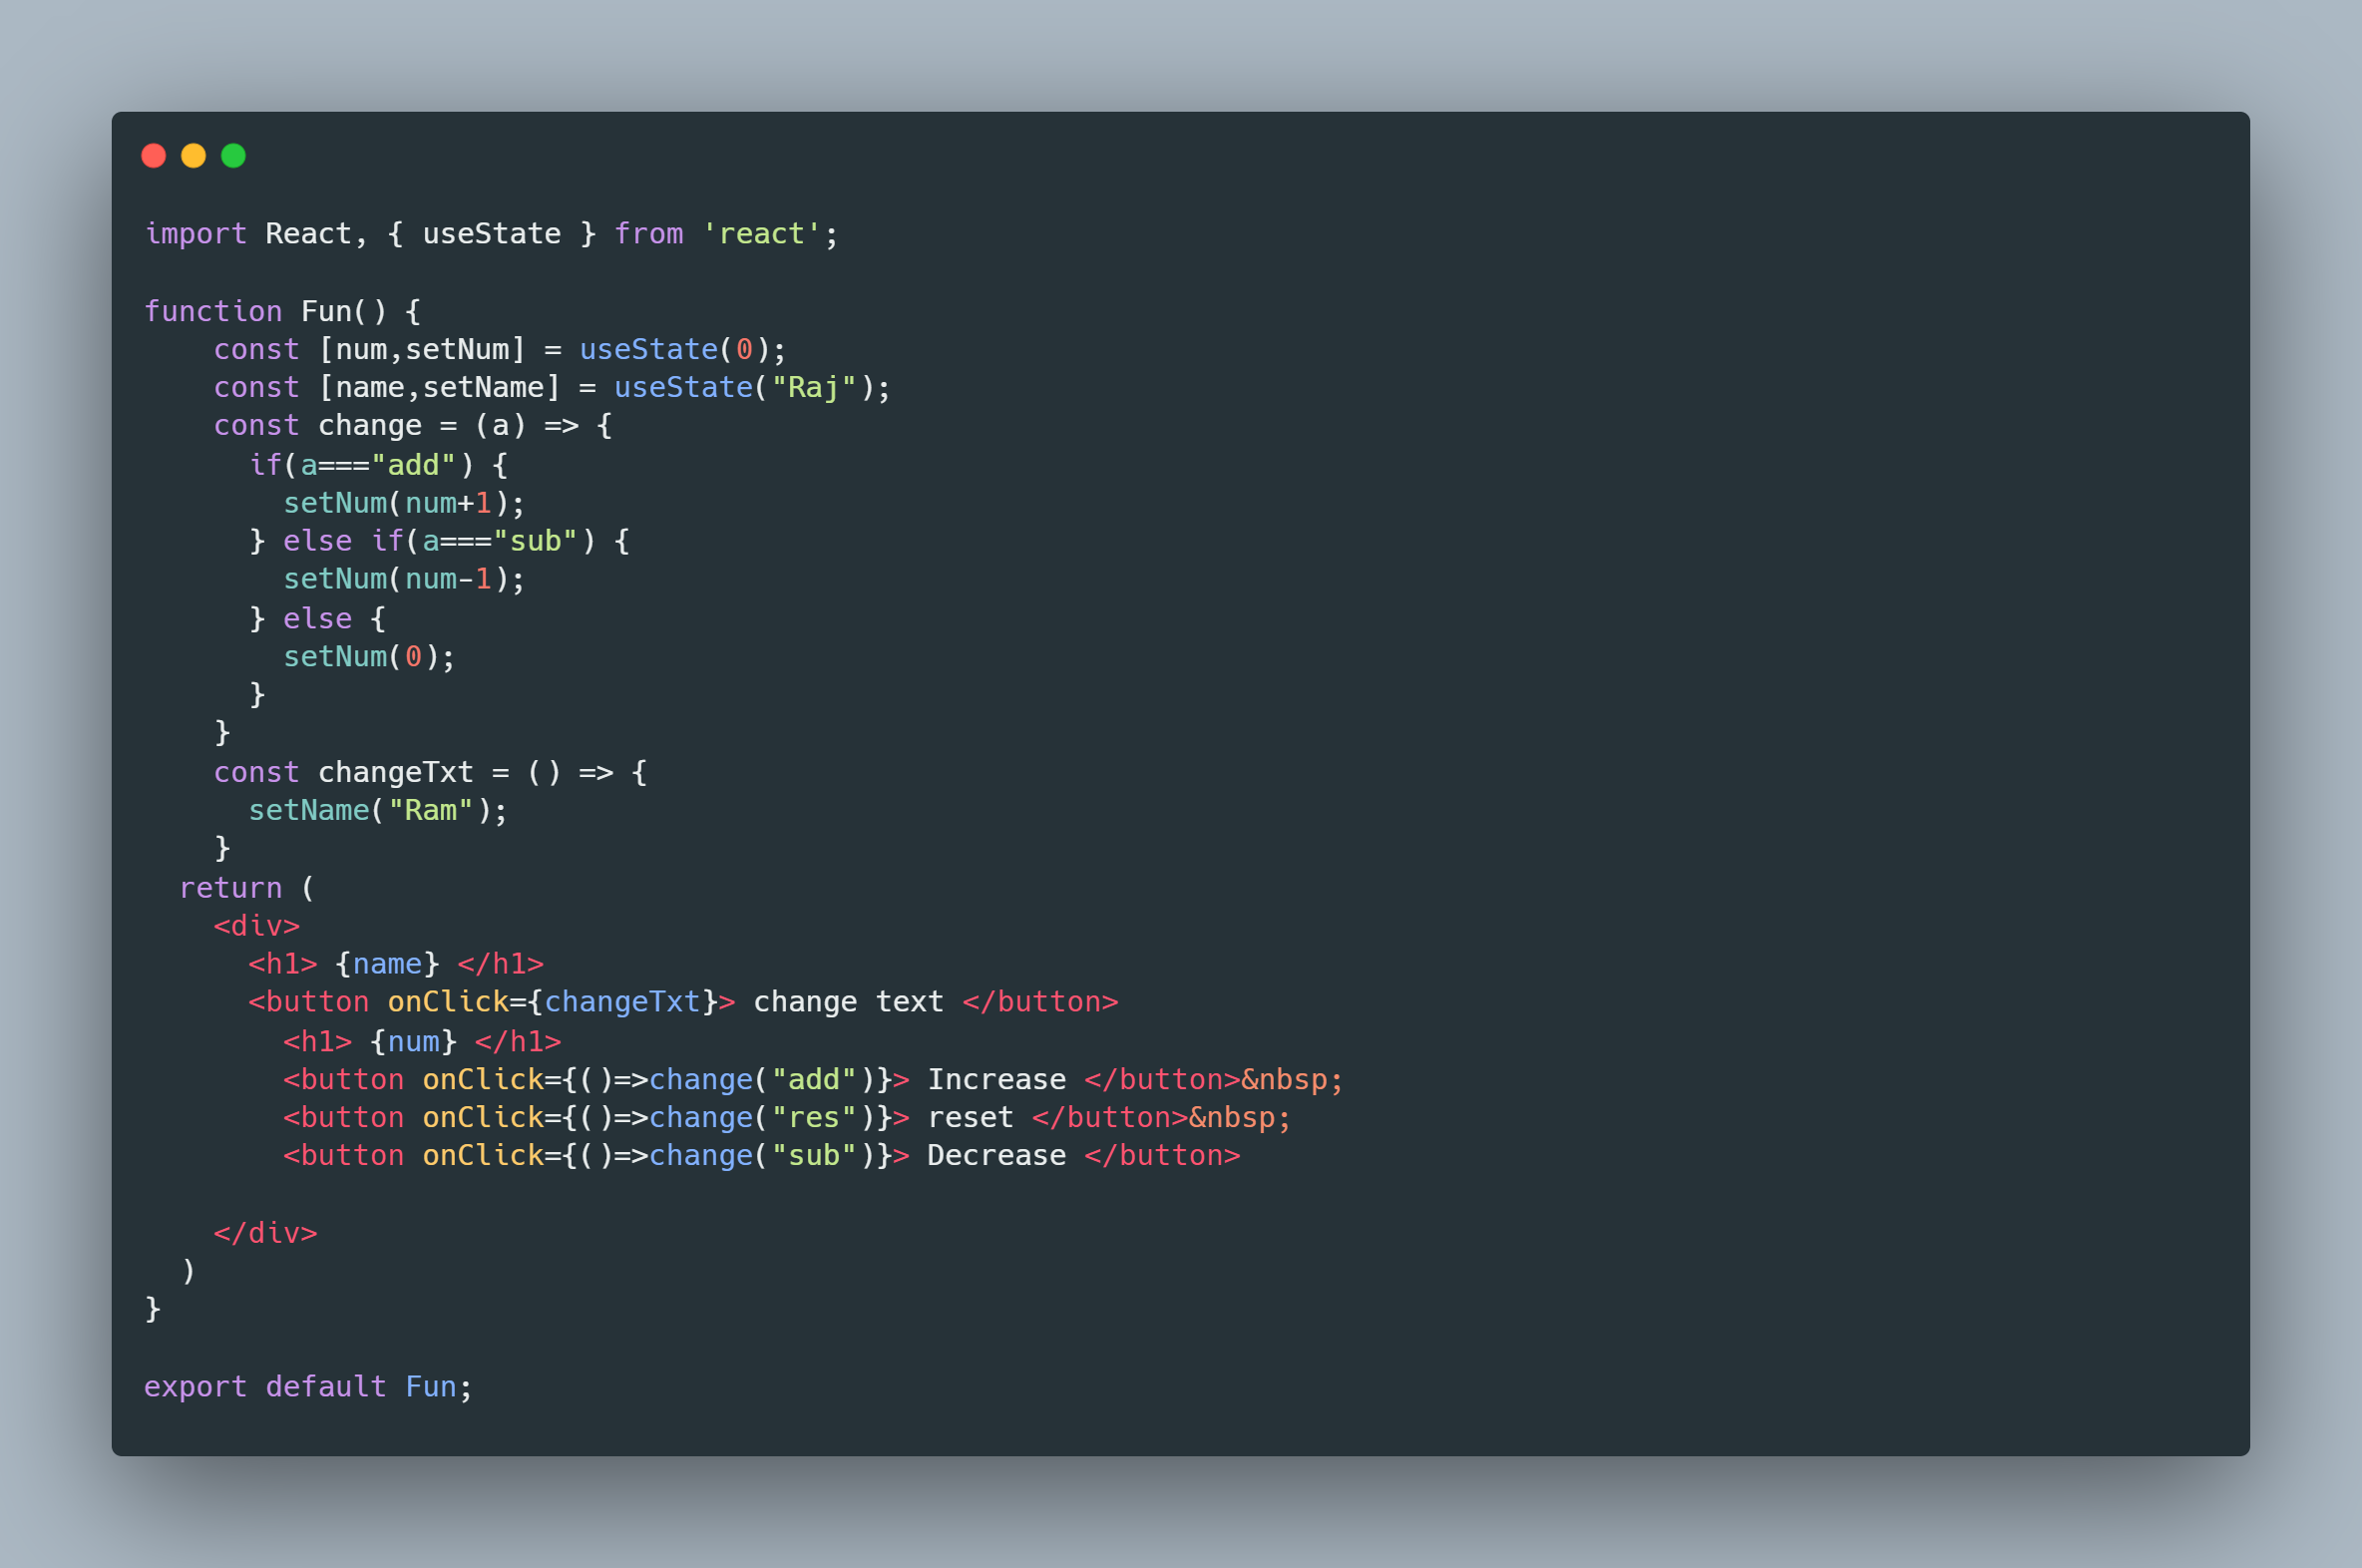 import React, { useState } from 'react';

function Fun() {
    const [num,setNum] = useState(0);
    const [name,setName] = useState("Raj");
    const change = (a) => {
      if(a==="add") {
        setNum(num+1);
      } else if(a==="sub") {
        setNum(num-1);
      } else {
        setNum(0);
      }
    }
    const changeTxt = () => {
      setName("Ram");
    }
  return (
    <div>
      <h1> {name} </h1>
      <button onClick={changeTxt}> change text </button>
        <h1> {num} </h1>
        <button onClick={()=>change("add")}> Increase </button>&nbsp;
        <button onClick={()=>change("res")}> reset </button>&nbsp;
        <button onClick={()=>change("sub")}> Decrease </button>

    </div>
  )
}

export default Fun;